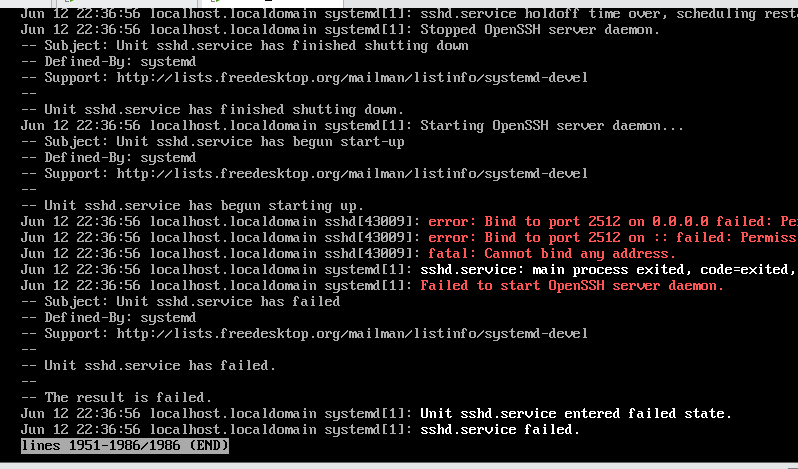 Jun 12 22:36:56 localhost.localdomain systemd[1]: sshd.service holdoff time over, scheduling rest
Jun 12 22:36:56 localhost.localdomain systemd[1]: Stopped OpenSSH server daemon.
-- Subject: Unit sshd.service has finished shutting down
-- Defined-By: systemd
-- Support: http://lists.freedesktop.org/mailman/listinfo/systemd-devel
--
-- Unit sshd.service has finished shutting down.
Jun 12 22:36:56 localhost.localdomain systemd[1]: Starting OpenSSH server daemon...
-- Subject: Unit sshd.service has begun start-up
-- Defined-By: systemd
-- Support: http://lists.freedesktop.org/mailman/listinfo/systemd-devel
--
-- Unit sshd.service has begun starting up.
Jun 12 22:36:56 localhost.localdomain sshd[43009]: error: Bind to port 2512 on 0.0.0.0 failed: Pe
Jun 12 22:36:56 localhost.localdomain sshd[43009]: error: Bind to port 2512 on :: failed: Permiss
Jun 12 22:36:56 localhost.localdomain sshd[43009]: fatal: Cannot bind any address.
Jun 12 22:36:56 localhost.localdomain systemd[1]: sshd.service: main process exited, code=exited,
Jun 12 22:36:56 localhost.localdomain systemd[1]: Failed to start OpenSSH server daemon.
-- Subject: Unit sshd.service has failed
-- Defined-By: systemd
-- Support: http://lists.freedesktop.org/mailman/listinfo/systemd-devel
--
-- Unit sshd.service has failed.
--
-- The result is failed.
Jun 12 22:36:56 localhost.localdomain systemd[1]: Unit sshd.service entered failed state.
Jun 12 22:36:56 localhost.localdomain systemd[1]: sshd.service failed.
lines 1951-1986/1986 (END)